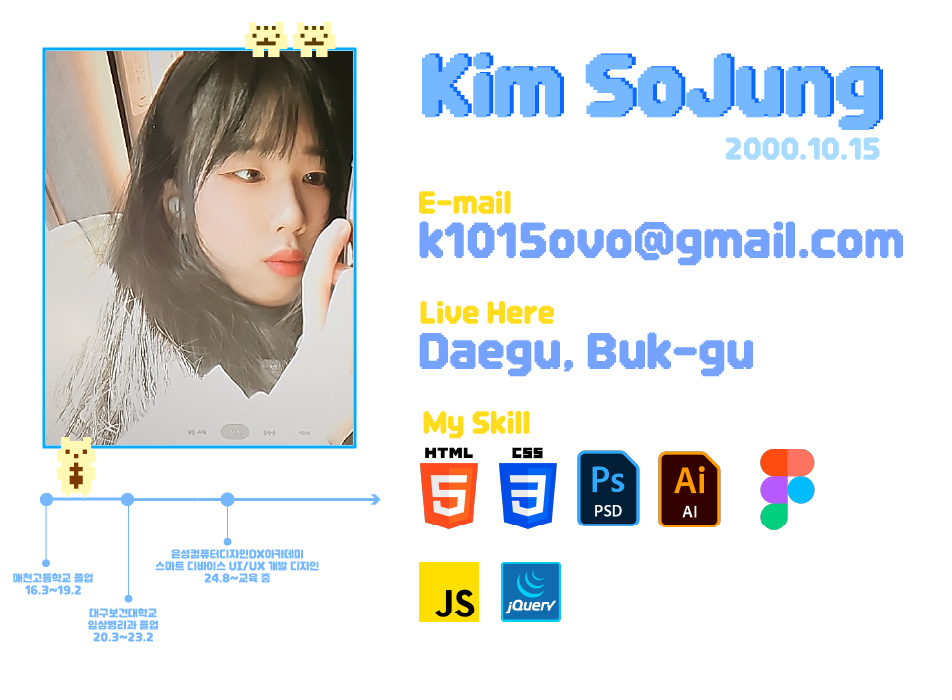 Kim SoJung
2000.10.15
E-mail
k1015ovo@gmail.com
Live Here
Daegu, Buk-gu
My Skill
HTML
CSS
Ps
PSD
Ai
AI
JS
jQuery
매천고등학교 졸업
16.3~19.2
대구보건대학교
임상병리과 졸업
20.3~23.2
윤성컴퓨터디자인DX아카데미
스마트 디바이스 UI/UX 개발 디자인
24.8~교육 중